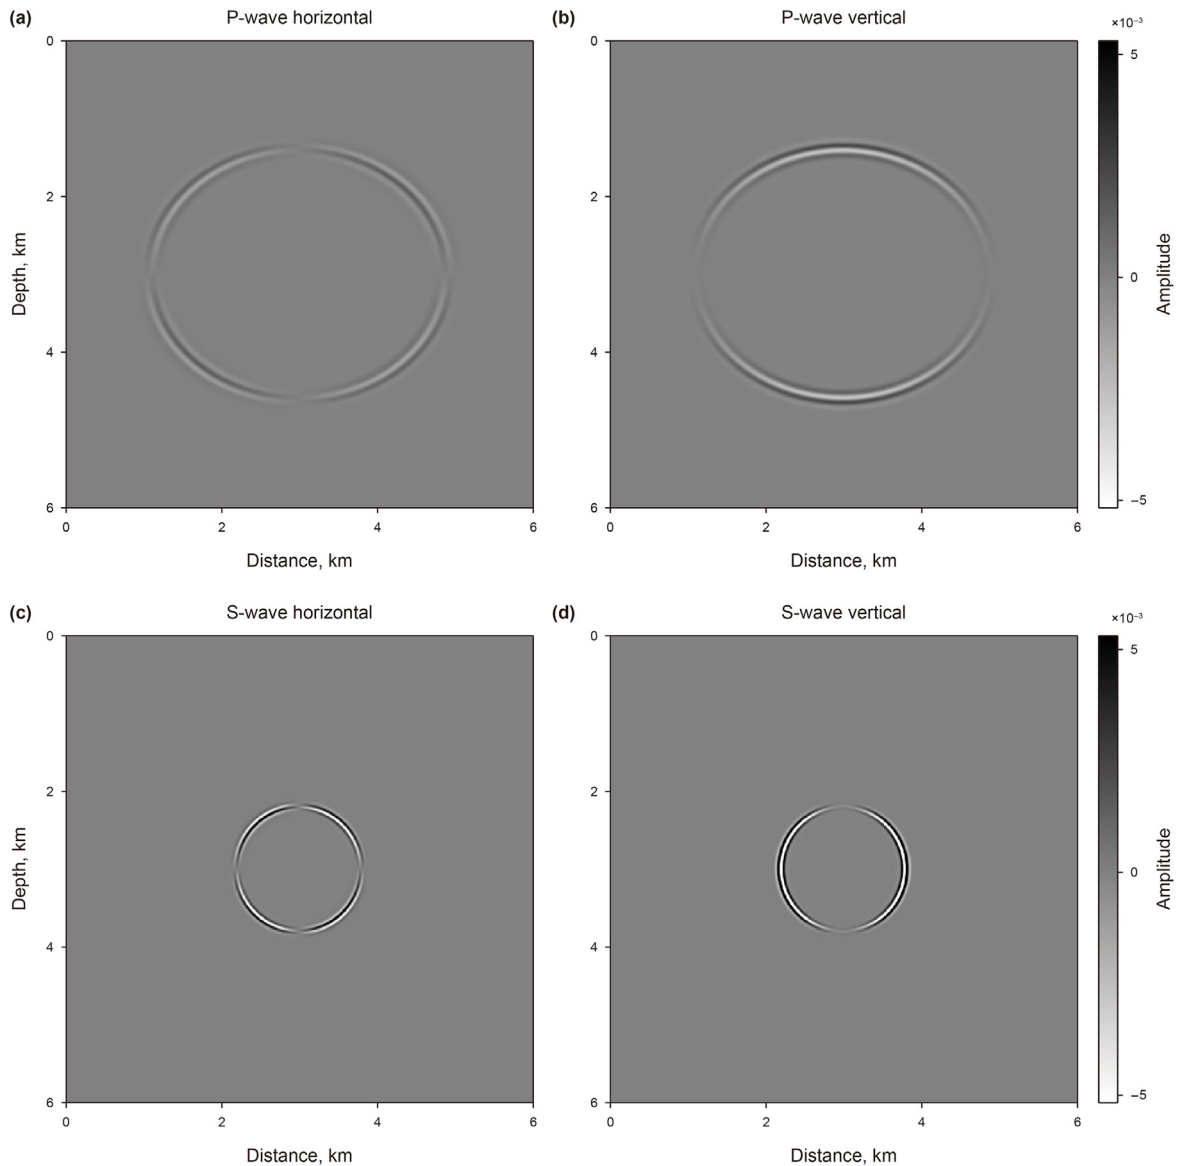 (a) P-wave horizontal (b) P-wave vertical
×10⁻³
0 0
5
2 2
Depth, km
0
Amplitude
4 4
−5
6 6
0 2 4 6 0 2 4 6
Distance, km Distance, km
(c) S-wave horizontal (d) S-wave vertical
×10⁻³
0 0
5
2 2
Depth, km
0
Amplitude
4 4
−5
6 6
0 2 4 6 0 2 4 6
Distance, km Distance, km